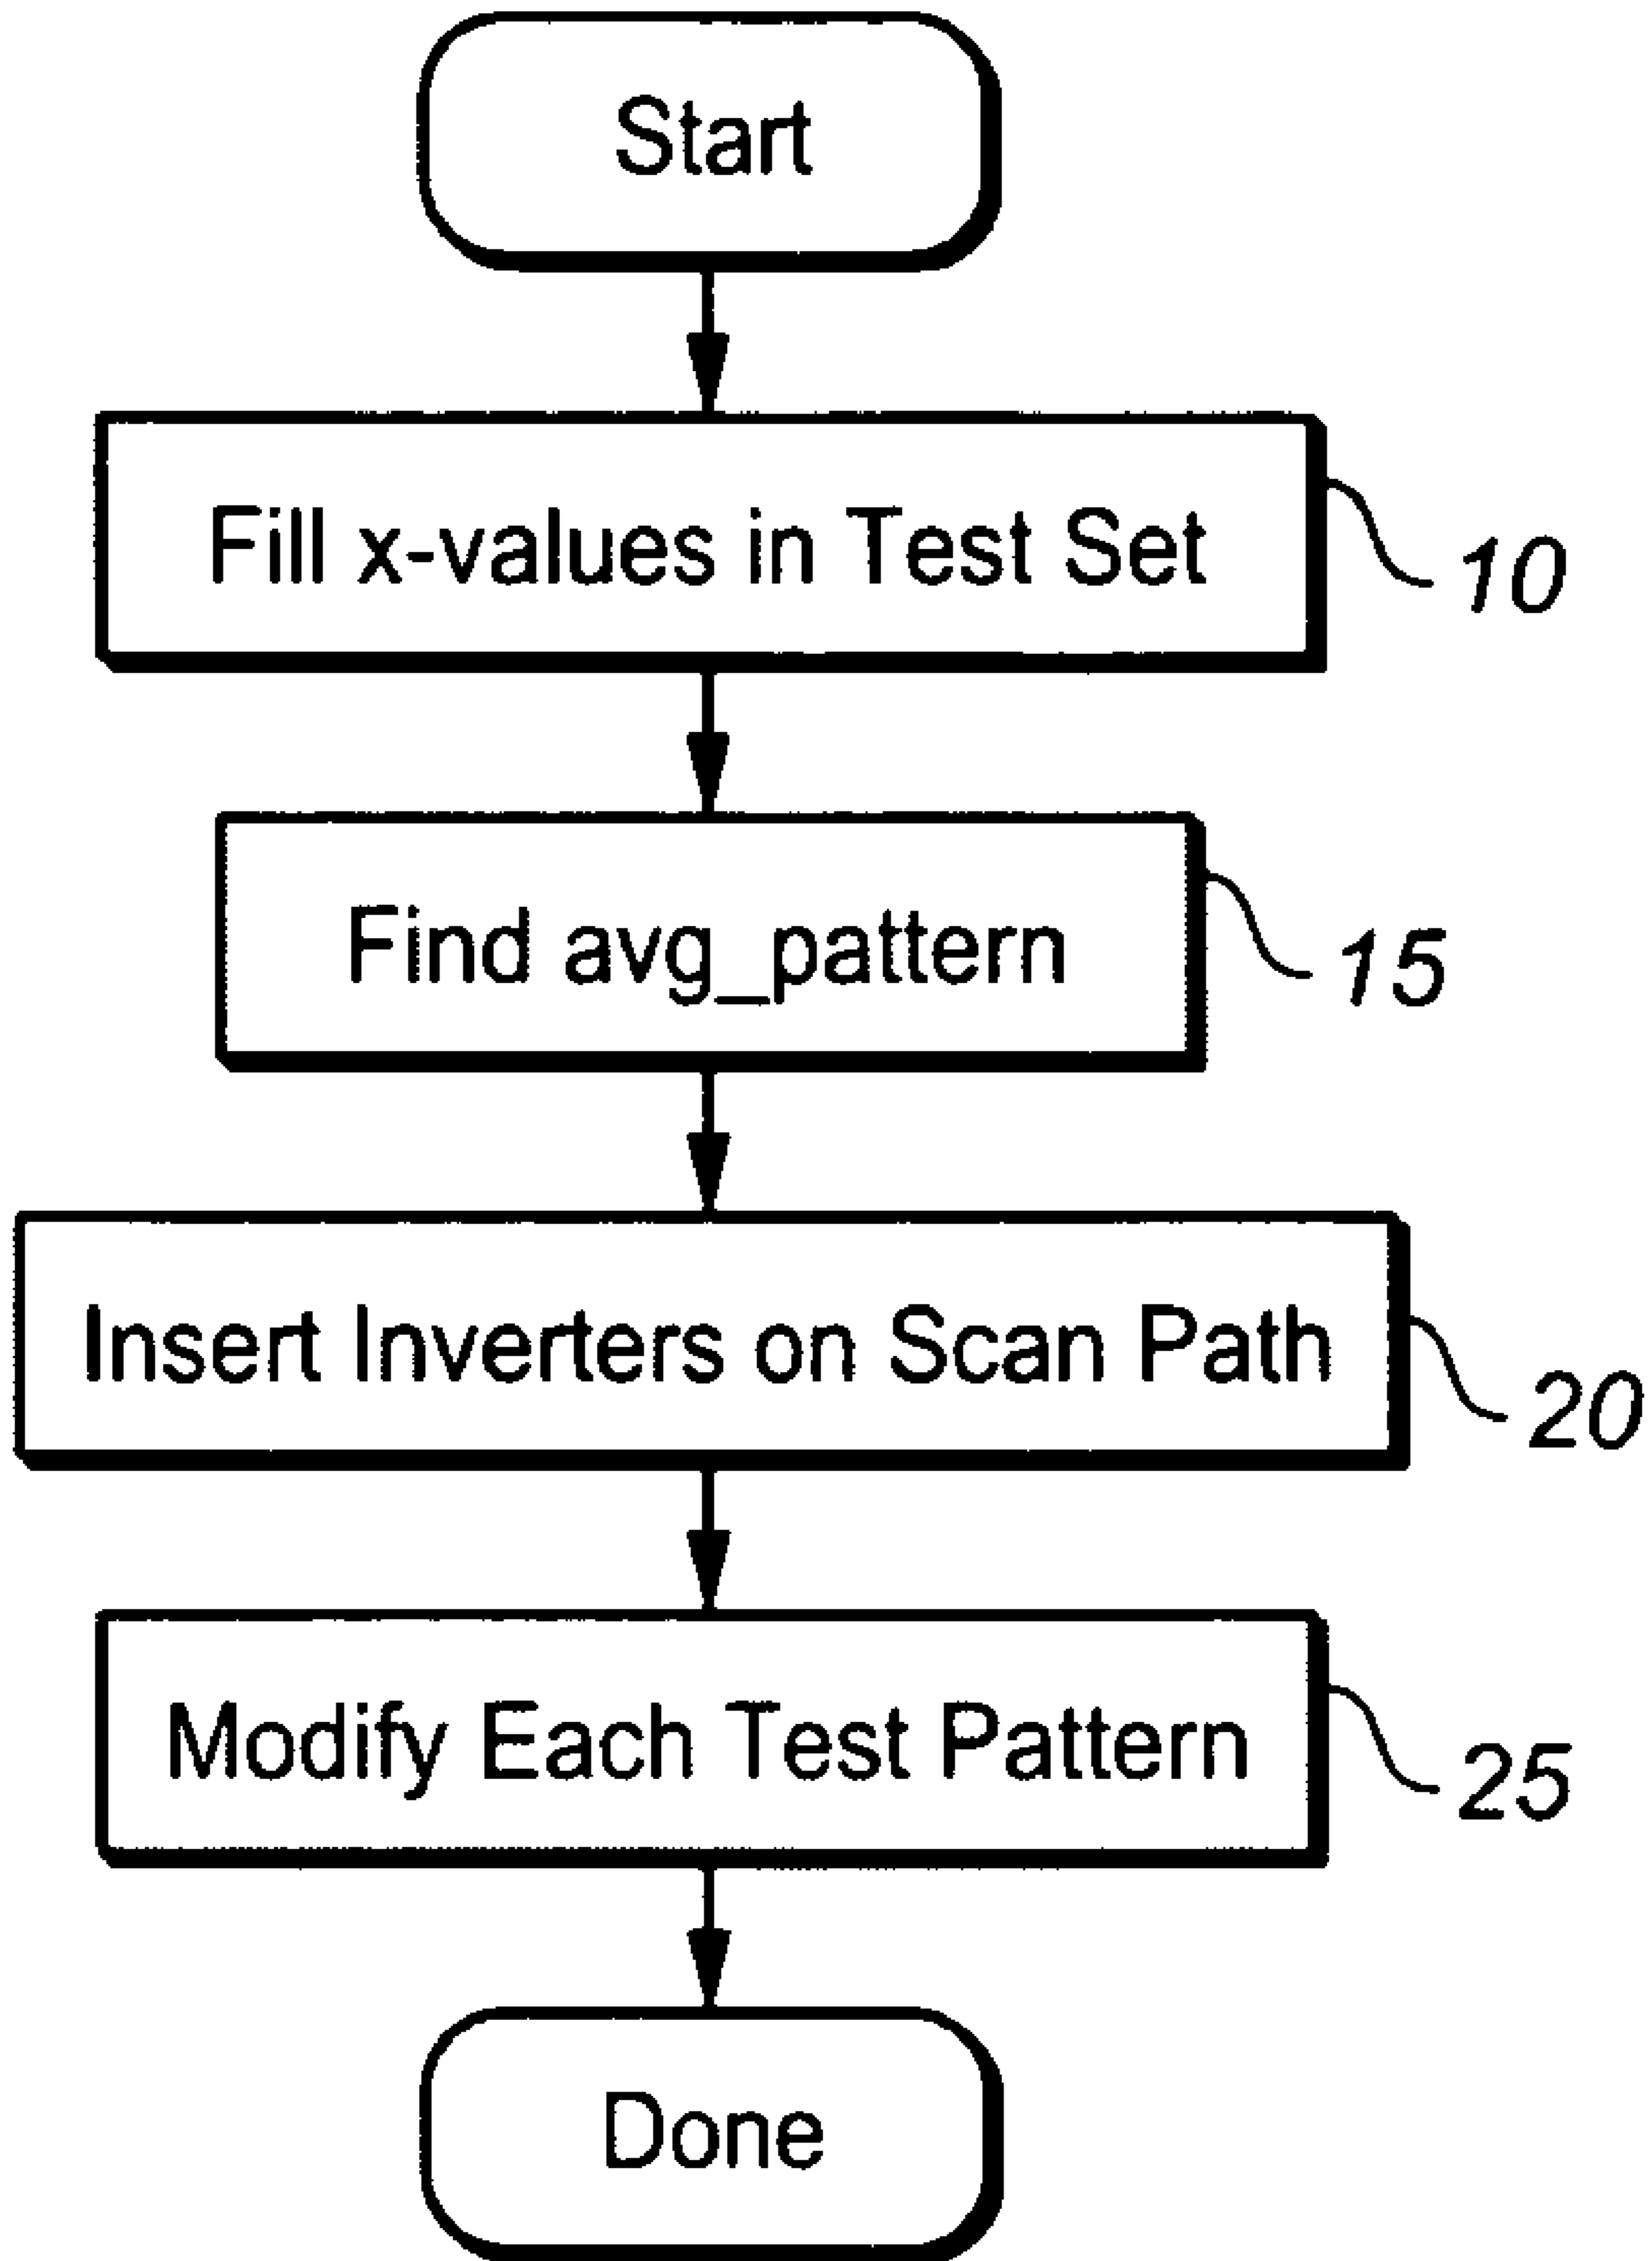 Start
Fill x-values in Test Set
10
Find avg_pattern
15
Insert Inverters on Scan Path
20
Modify Each Test Pattern
25
Done